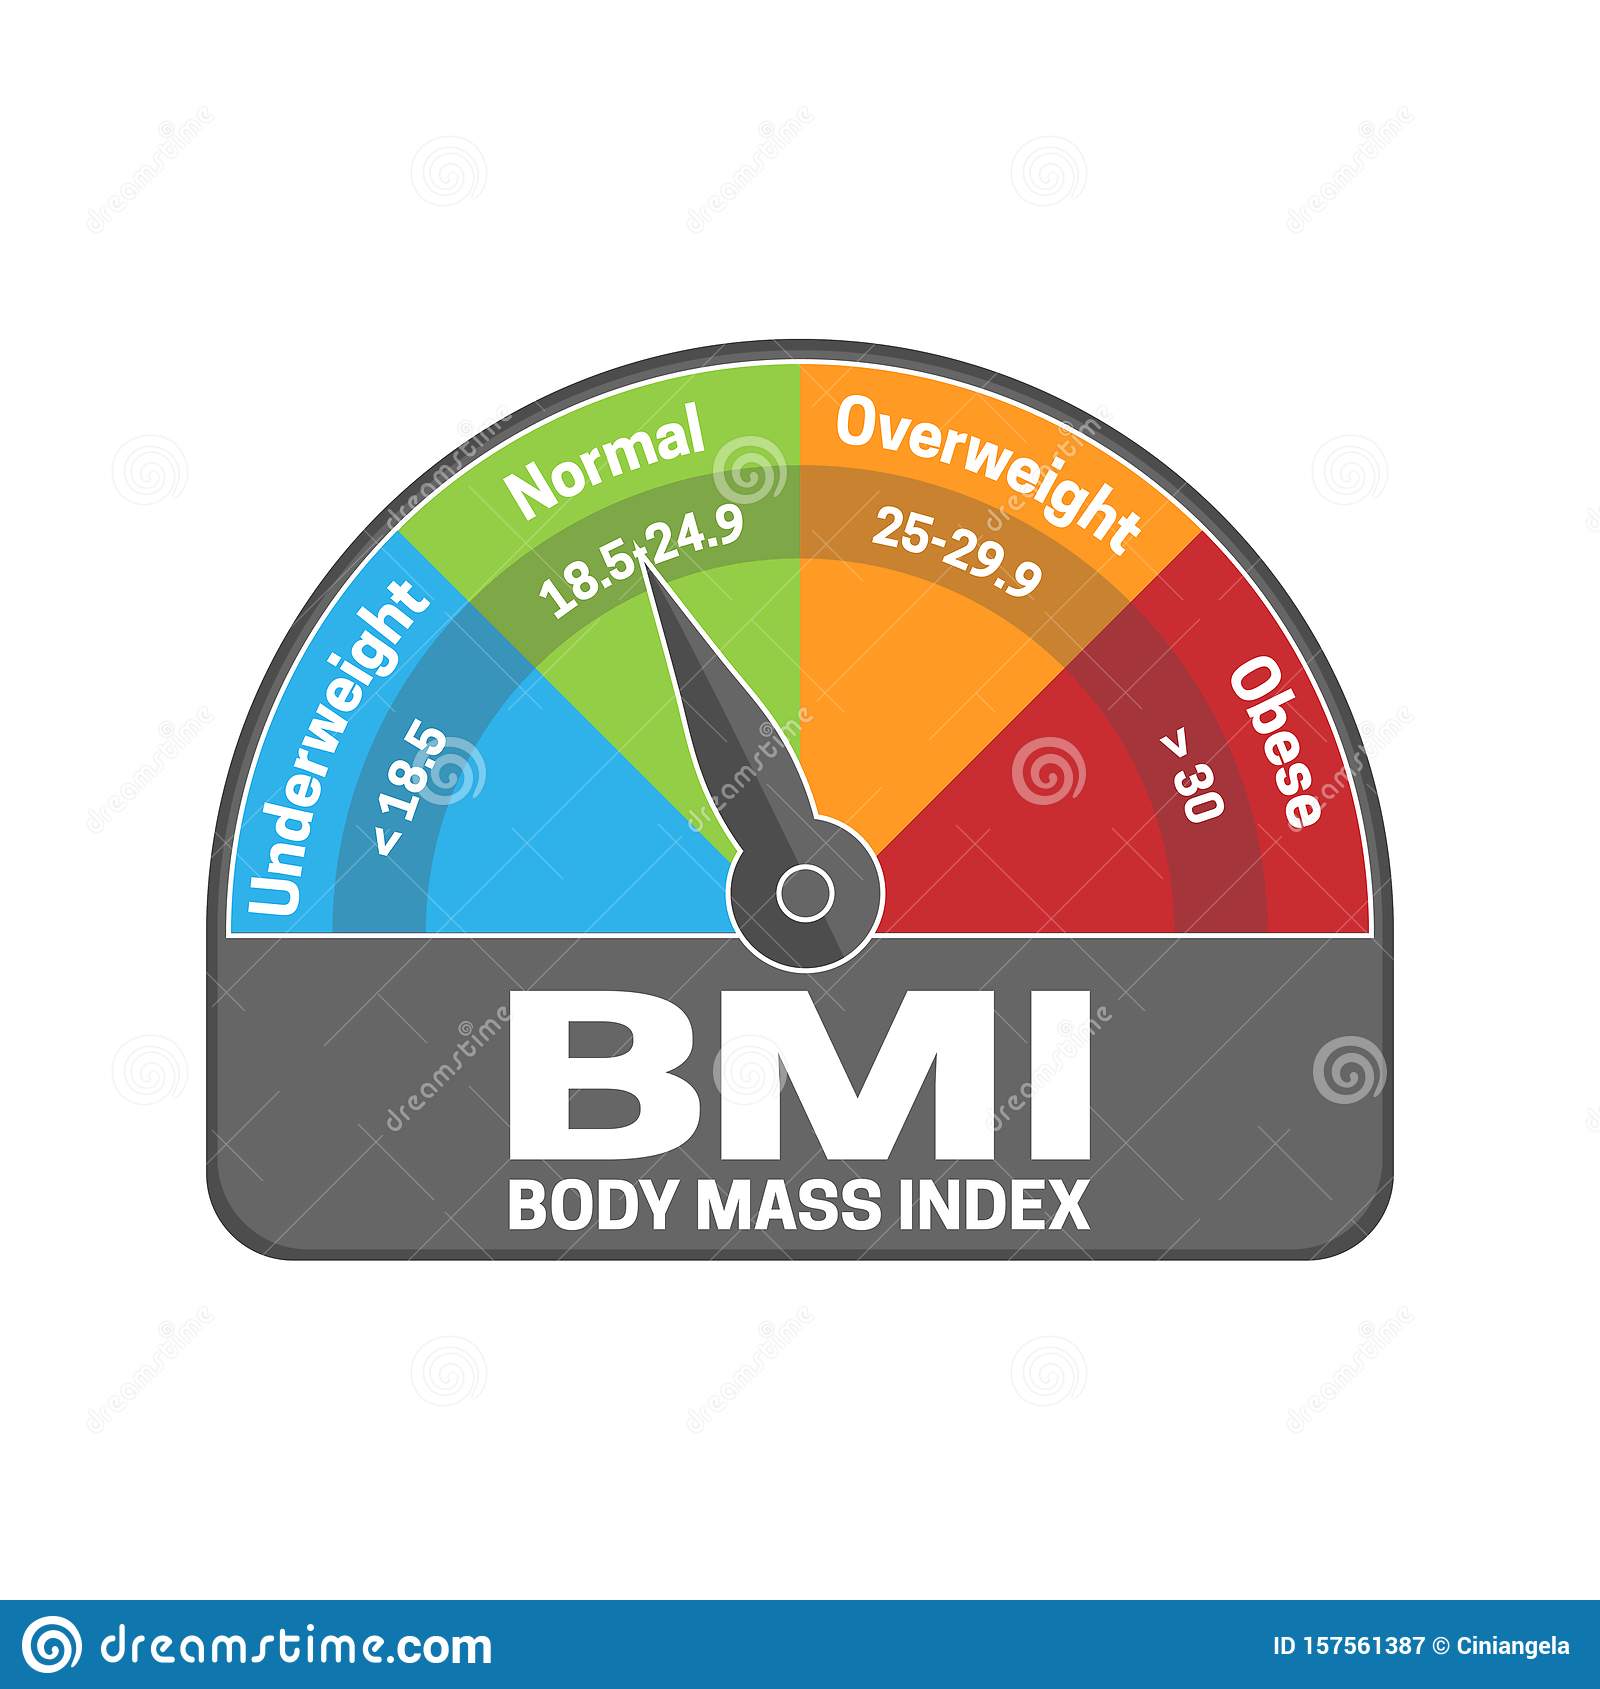 Underweight
< 18.5
Normal
18.5-24.9
Overweight
25-29.9
Obese
> 30
BMI
BODY MASS INDEX
dreamstime.com
ID 157561387 © Ciniangela